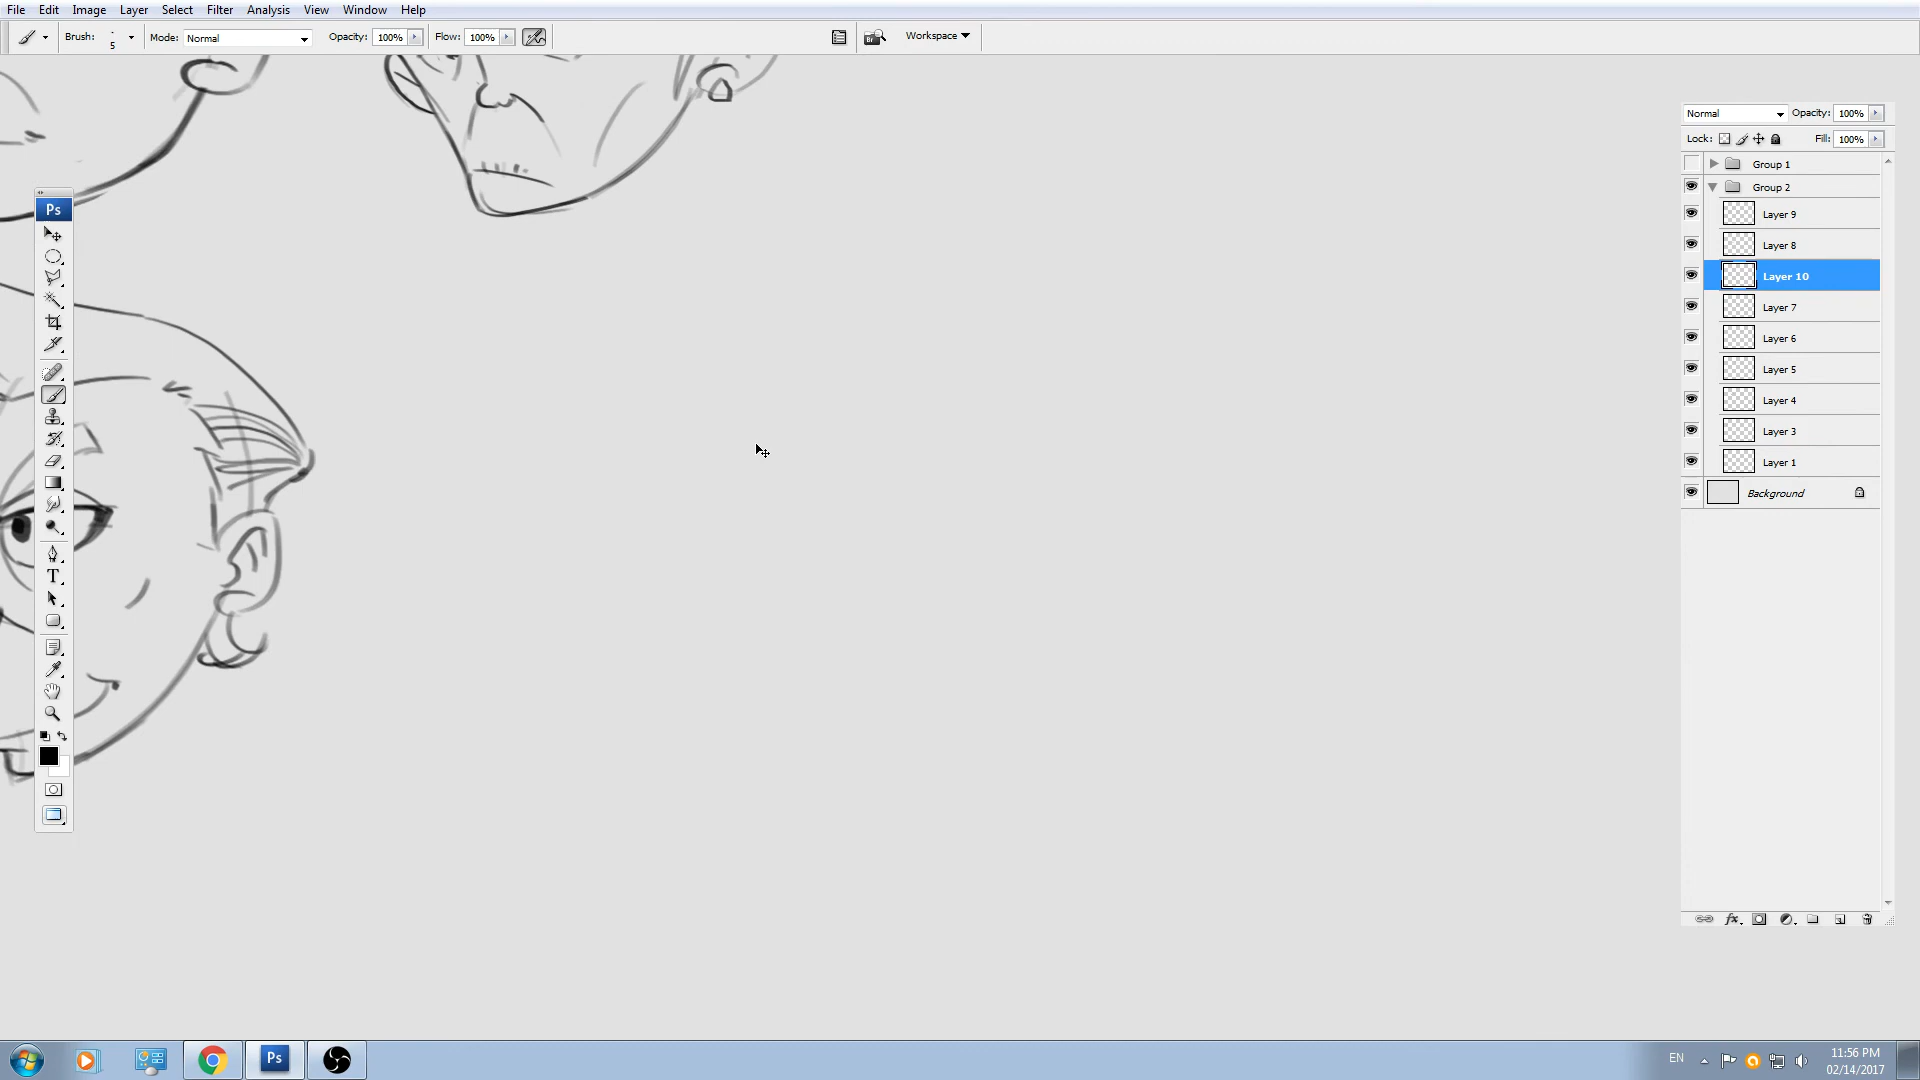 File Edit Image Layer Select Filter Analysis View Window Help
Brush: 5 Mode: Normal Opacity: 100% Flow: 100% Br Workspace
Normal Opacity: 100%
Lock: Fill: 100%
Group 1
Group 2
Layer 9
Layer 8
Layer 10
Layer 7
Layer 6
Layer 5
Layer 4
Layer 3
Layer 1
Background
Ps
T
fx
Ps
EN
11:56 PM
02/14/2017